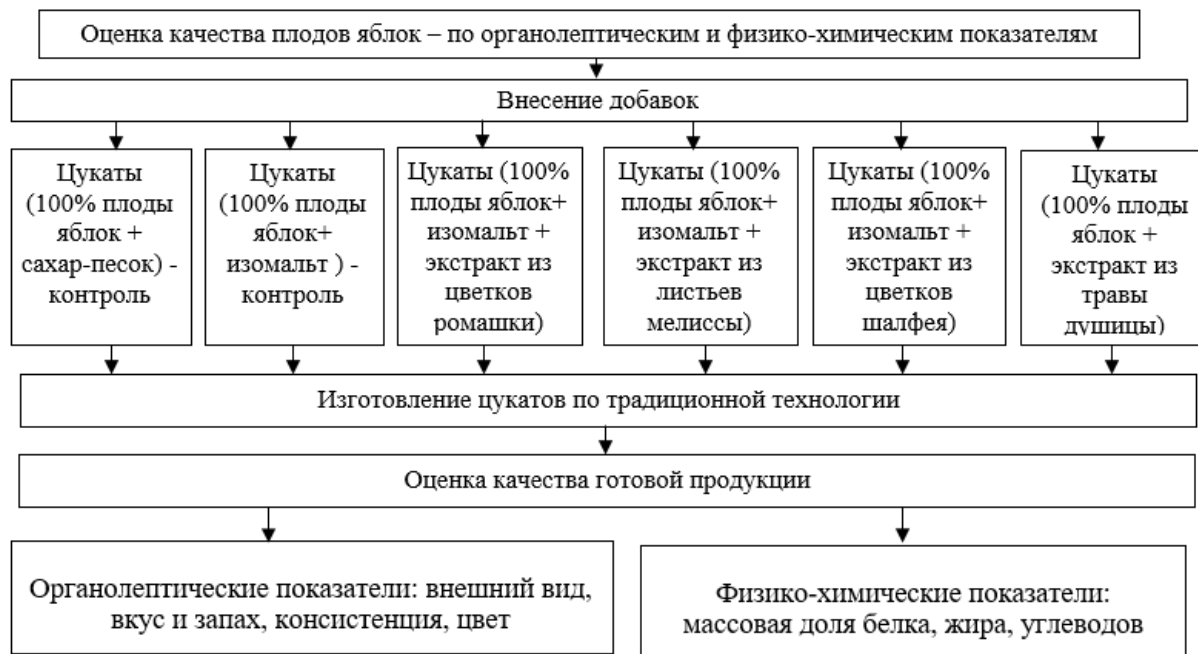 Оценка качества плодов яблок – по органолептическим и физико-химическим показателям
Внесение добавок
Цукаты
(100% плоды
яблок +
сахар-песок) -
контроль
Цукаты
(100% плоды
яблок+
изомальт ) -
контроль
Цукаты (100%
плоды яблок+
изомальт +
экстракт из
цветков
ромашки)
Цукаты (100%
плоды яблок+
изомальт +
экстракт из
листьев
мелиссы)
Цукаты (100%
плоды яблок+
изомальт +
экстракт из
цветков
шалфея)
Цукаты
(100% плоды
яблок +
экстракт из
травы
душицы)
Изготовление цукатов по традиционной технологии
Оценка качества готовой продукции
Органолептические показатели: внешний вид,
вкус и запах, консистенция, цвет
Физико-химические показатели:
массовая доля белка, жира, углеводов